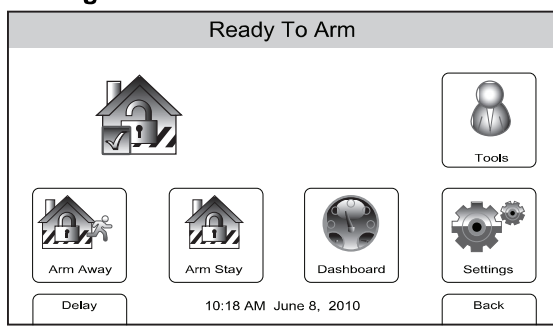 Ready To Arm
Tools
Arm Away Arm Stay Dashboard Settings
Delay 10:18 AM June 8, 2010 Back